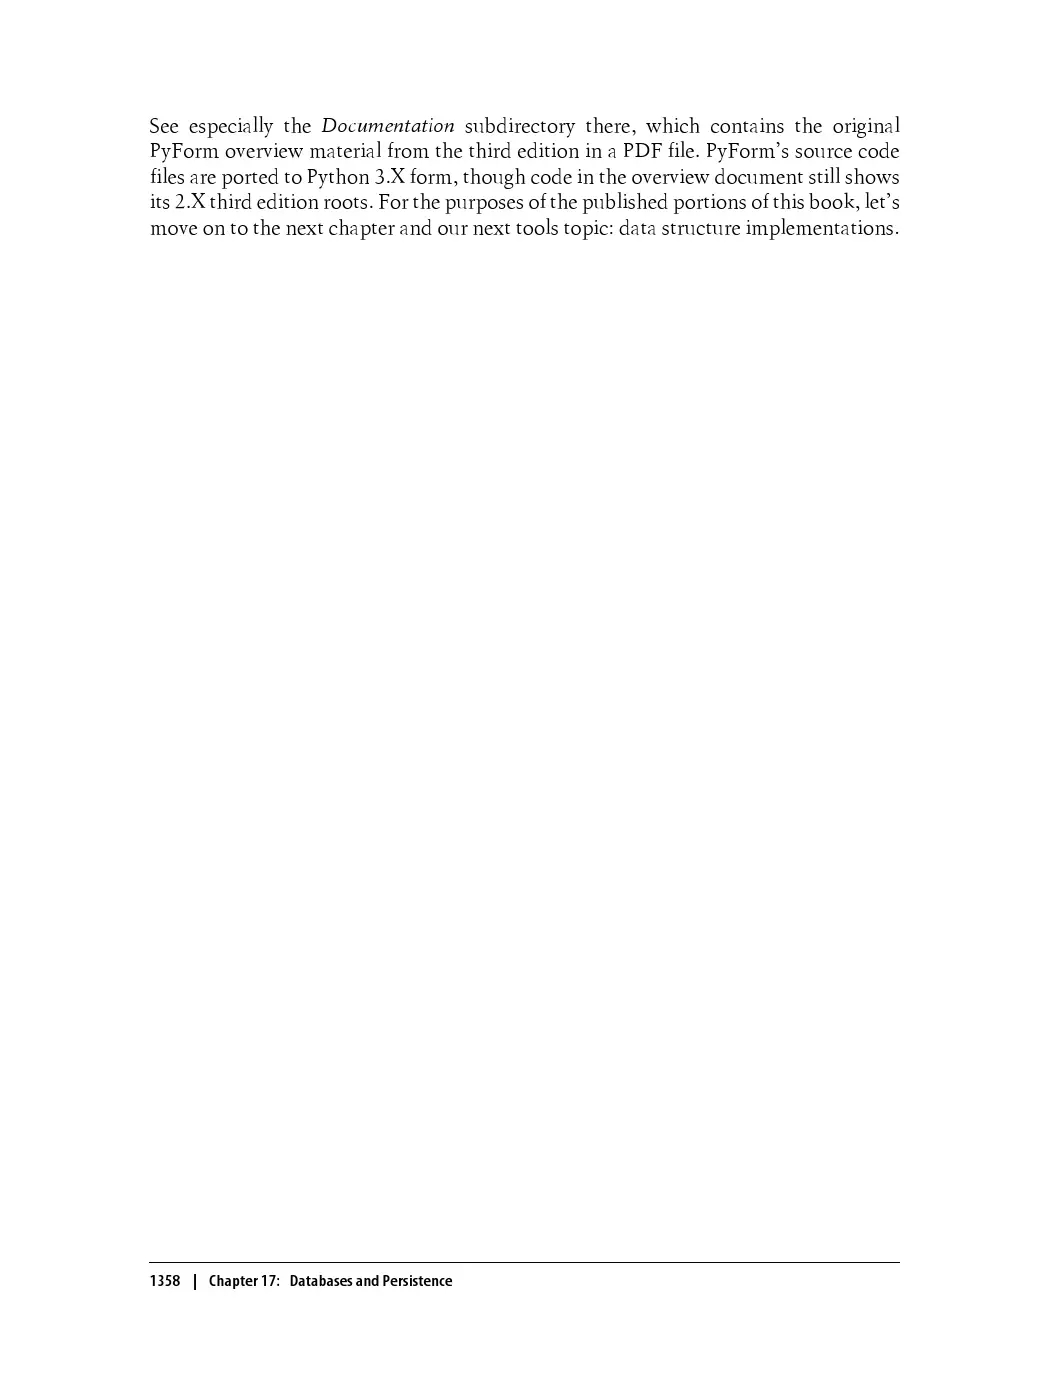 See especially the Documentation subdirectory there, which contains the original
PyForm overview material from the third edition in a PDF file. PyForm’s source code
files are ported to Python 3.X form, though code in the overview document still shows
its 2.X third edition roots. For the purposes of the published portions of this book, let’s
move on to the next chapter and our next tools topic: data structure implementations.
1358 | Chapter 17: Databases and Persistence